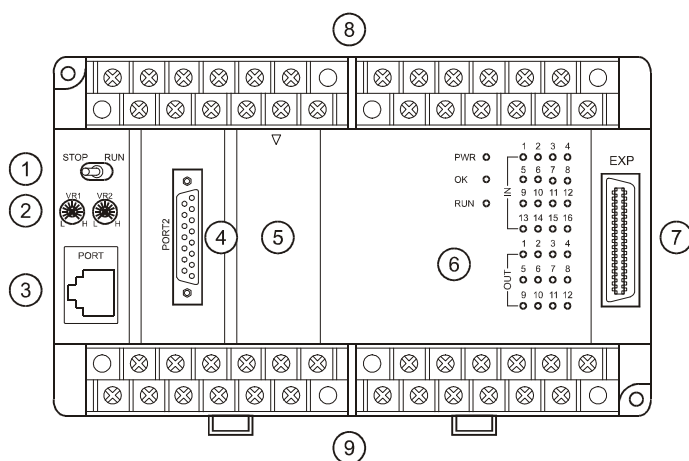 8
1
STOP RUN
2
VR1 VR2
L H L H
3
PORT
PORT2
4
5
6
PWR
OK
RUN
IN
1 2 3 4
5 6 7 8
9 10 11 12
13 14 15 16
OUT
1 2 3 4
5 6 7 8
9 10 11 12
EXP
7
9